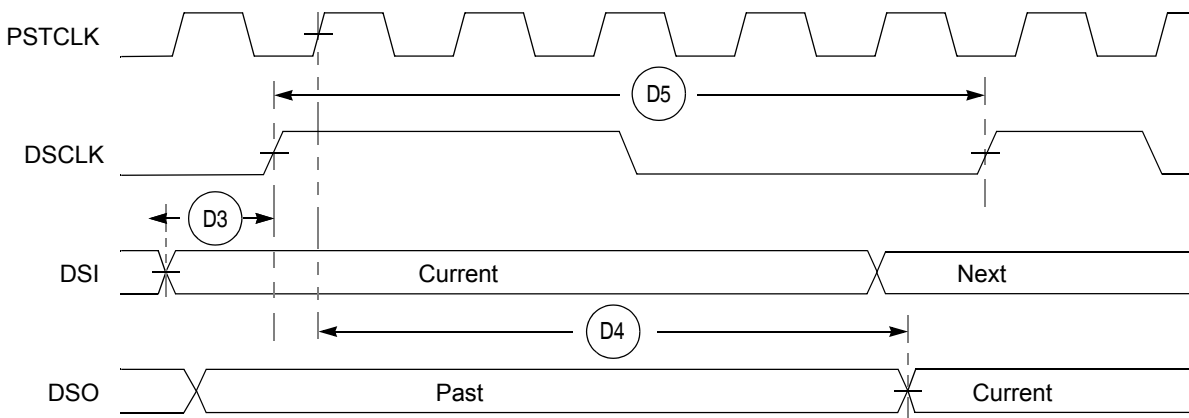 PSTCLK
D5
DSCLK
D3
DSI
Current
Next
D4
DSO
Past
Current